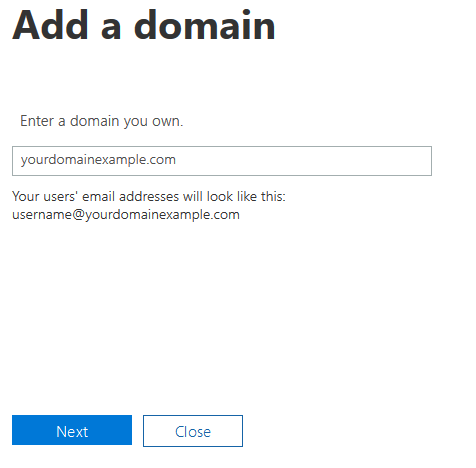 Add a domain
Enter a domain you own.
yourdomainexample.com
Your users' email addresses will look like this:
username@yourdomainexample.com
Next
Close